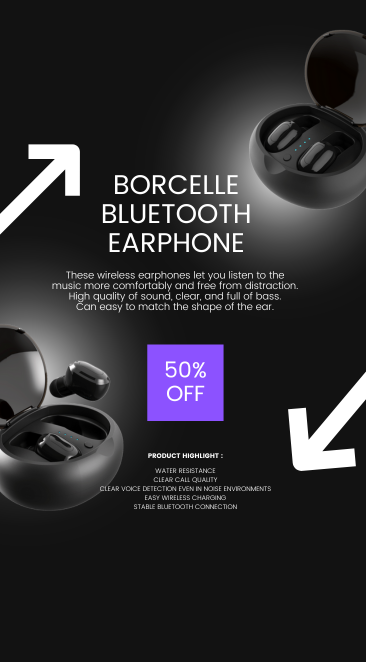 BORCELLE
BLUETOOTH
EARPHONE
These wireless earphones let you listen to the
music more comfortably and free from distraction.
High quality of sound, clear, and full of bass.
Can easy to match the shape of the ear.
50%
OFF
PRODUCT HIGHLIGHT :
WATER RESISTANCE
CLEAR CALL QUALITY
CLEAR VOICE DETECTION EVEN IN NOISE ENVIRONMENTS
EASY WIRELESS CHARGING
STABLE BLUETOOTH CONNECTION